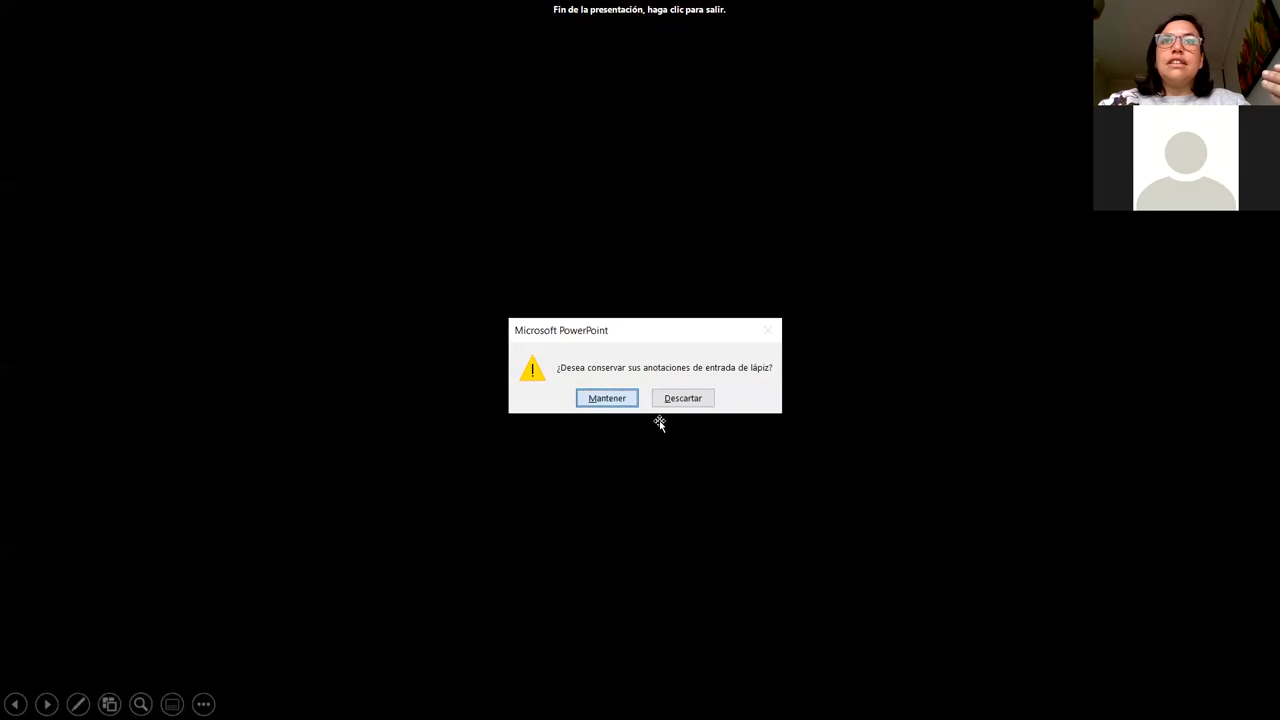 Fin de la presentación, haga clic para salir.
Microsoft PowerPoint
¿Desea conservar sus anotaciones de entrada de lápiz?
Mantener
Descartar